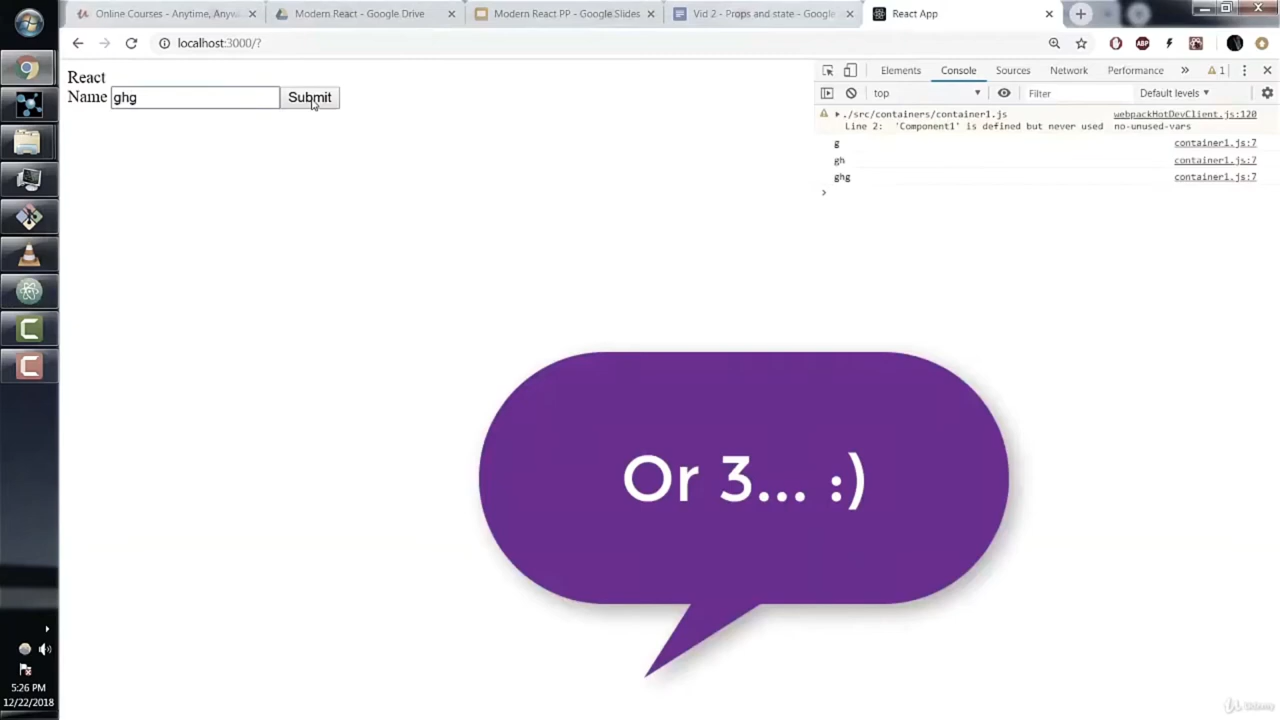 Online Courses - Anytime, Anyw
Modern React - Google Drive
Modern React PP - Google Slides
Vid 2 - Props and state - Google
React App
localhost:3000/?
ABP
React
Name ghg Submit
Elements Console Sources Network Performance » 1
top Filter Default levels
./src/containers/container1.js webpackHotDevClient.js:120
Line 2: 'Component1' is defined but never used no-unused-vars
g container1.js:7
gh container1.js:7
ghg container1.js:7
Or 3... :)
5:26 PM
12/22/2018
Udemy